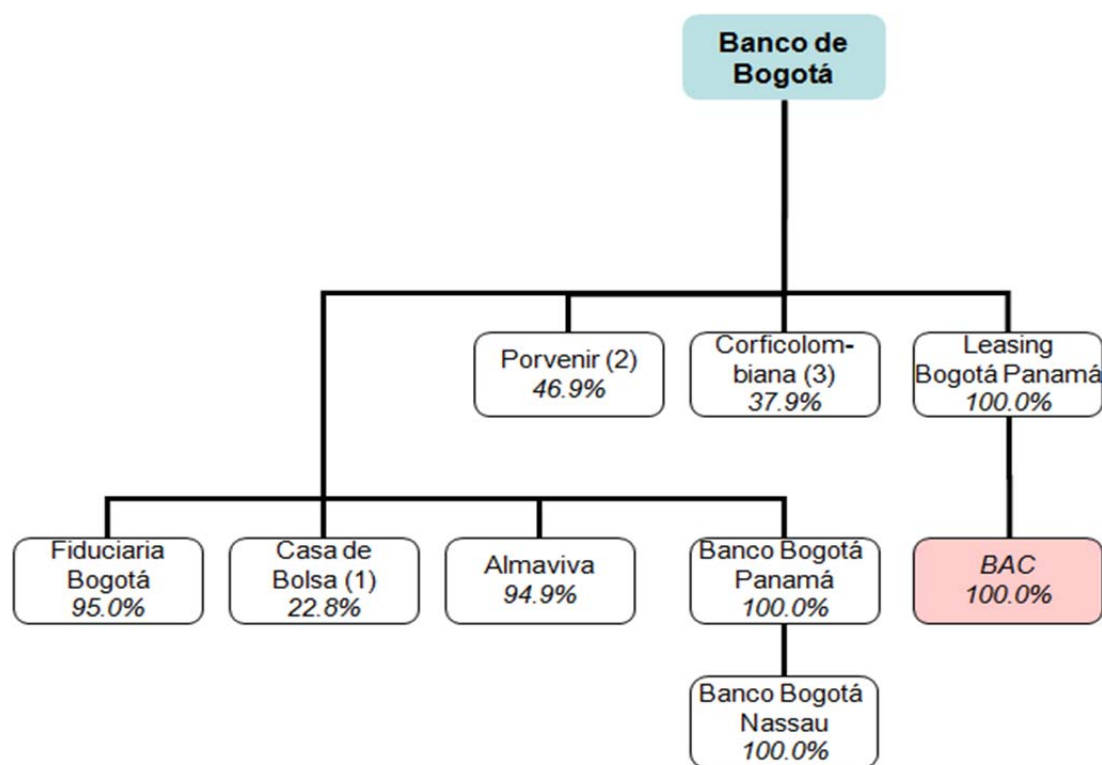 Banco de
Bogotá
Porvenir (2)
46.9%
Corficolom-
biana (3)
37.9%
Leasing
Bogotá Panamá
100.0%
Fiduciaria
Bogotá
95.0%
Casa de
Bolsa (1)
22.8%
Almaviva
94.9%
Banco Bogotá
Panamá
100.0%
BAC
100.0%
Banco Bogotá
Nassau
100.0%